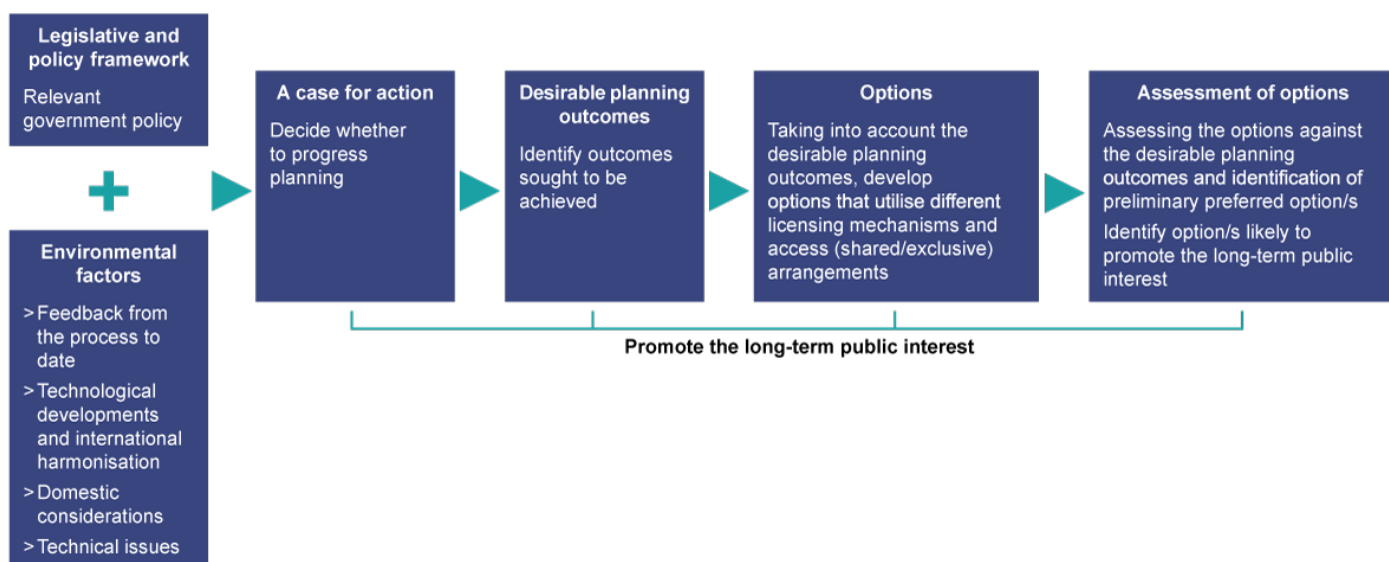 Legislative and
policy framework
Relevant
government policy
Environmental
factors
> Feedback from
the process to
date
> Technological
developments
and international
harmonisation
> Domestic
considerations
> Technical issues
A case for action
Decide whether
to progress
planning
Desirable planning
outcomes
Identify outcomes
sought to be
achieved
Options
Taking into account the
desirable planning
outcomes, develop
options that utilise different
licensing mechanisms and
access (shared/exclusive)
arrangements
Assessment of options
Assessing the options against
the desirable planning
outcomes and identification of
preliminary preferred option/s
Identify option/s likely to
promote the long-term public
interest
Promote the long-term public interest